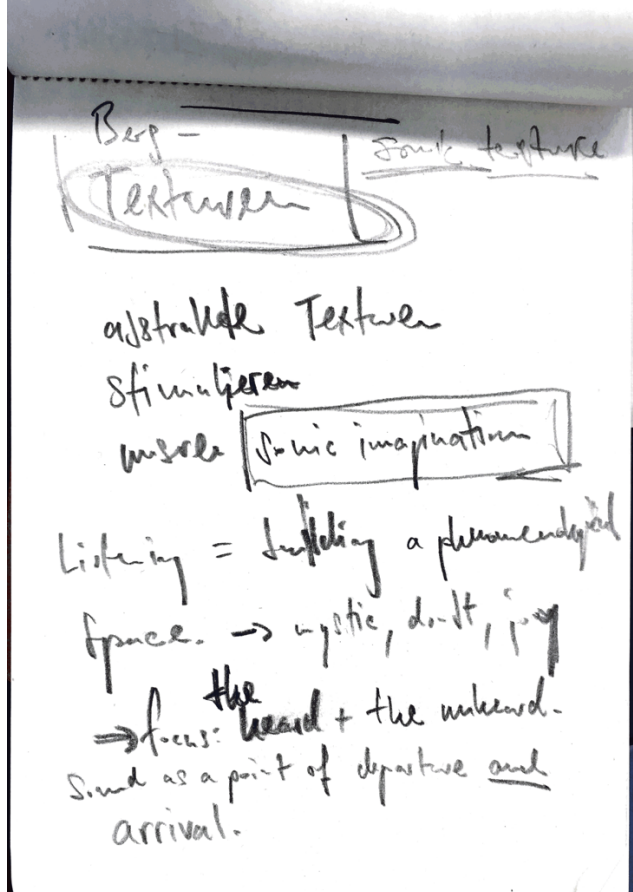 Berg-
Texturen
sonic texture
abstrakte Texturen
stimulieren
unsere sonic imagination
Listening = building a phenomenological
space. → mystic, doubt, joy
⇒ focus: the heard + the unheard.
Sound as a point of departure and
arrival.